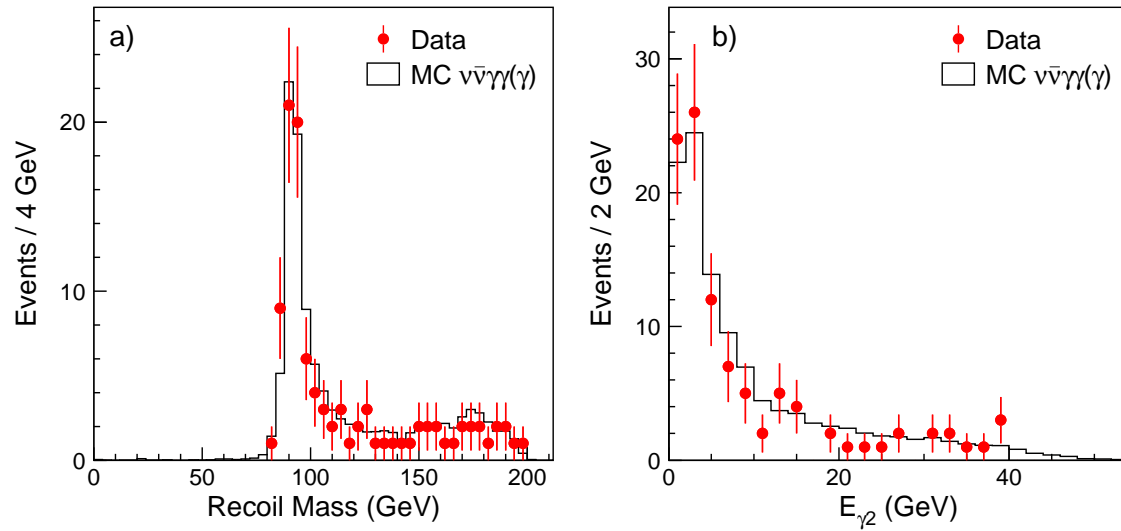 a)
Data
MC νν̄γγ(γ)
Events / 4 GeV
20
10
0
0 50 100 150 200
Recoil Mass (GeV)
b)
Data
MC νν̄γγ(γ)
Events / 2 GeV
30
20
10
0
0 20 40
Eγ2 (GeV)